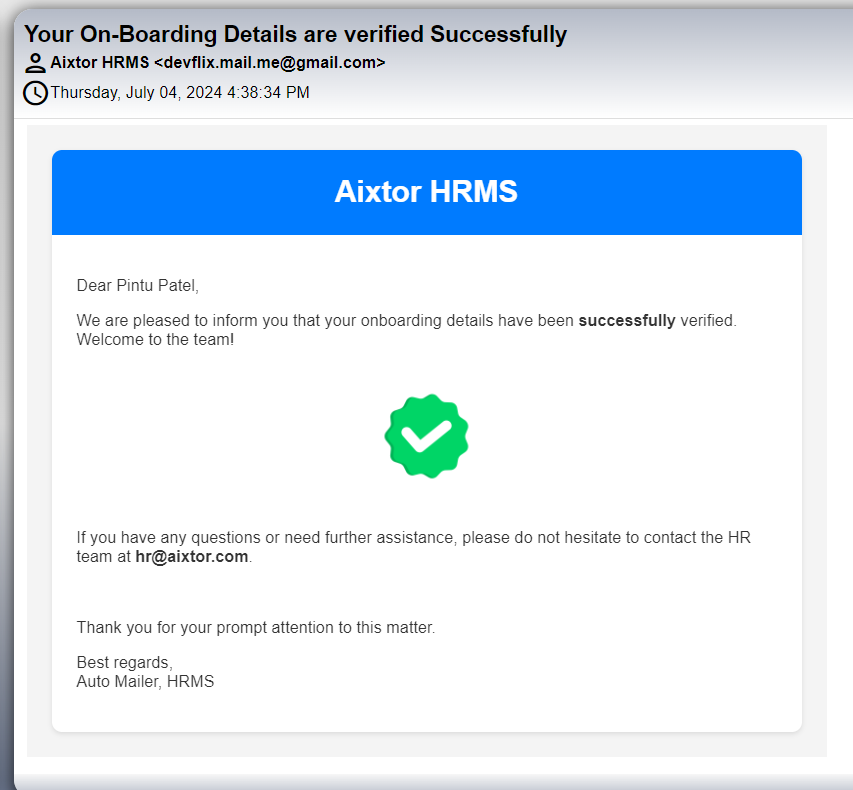 Your On-Boarding Details are verified Successfully
Aixtor HRMS <devflix.mail.me@gmail.com>
Thursday, July 04, 2024 4:38:34 PM
Aixtor HRMS
Dear Pintu Patel,
We are pleased to inform you that your onboarding details have been successfully verified.
Welcome to the team!
If you have any questions or need further assistance, please do not hesitate to contact the HR
team at hr@aixtor.com.
Thank you for your prompt attention to this matter.
Best regards,
Auto Mailer, HRMS